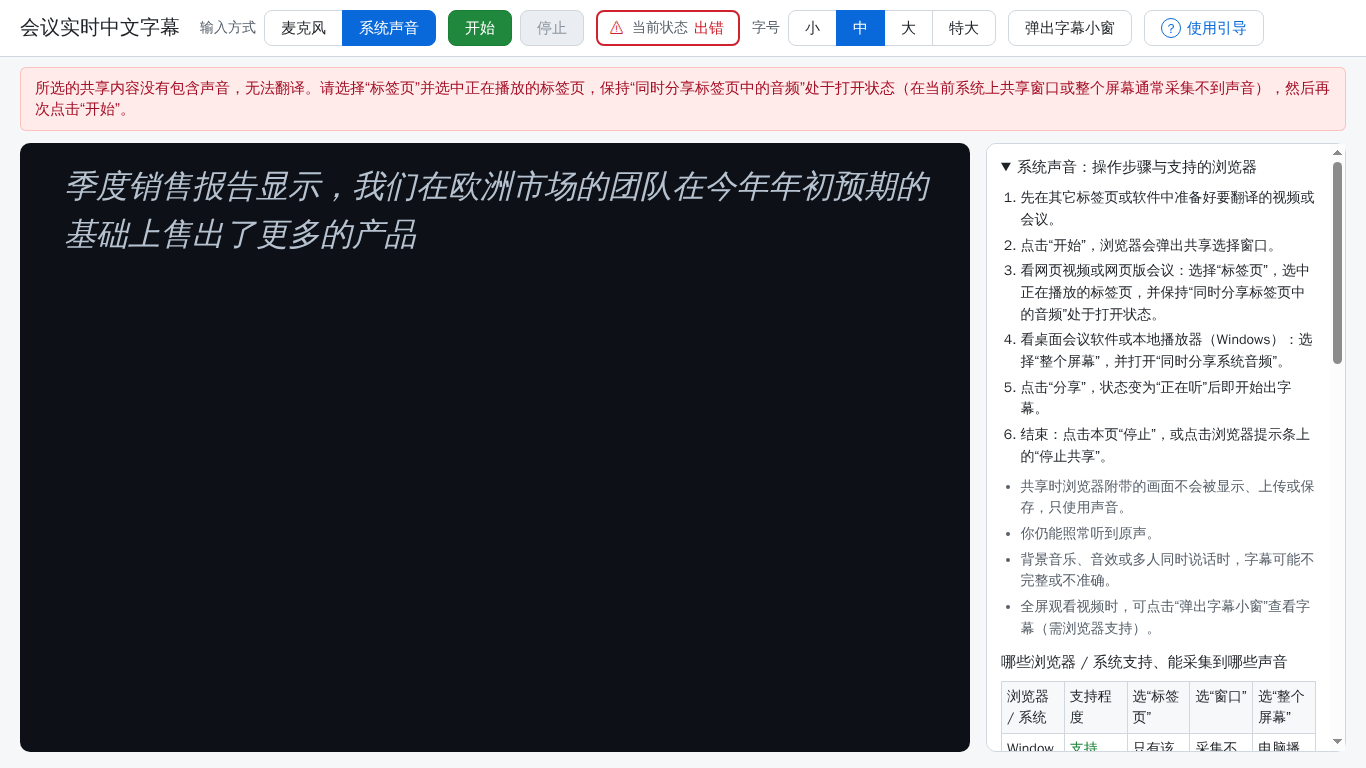 会议实时中文字幕 输入方式 麦克风 系统声音 开始 停止 当前状态 出错 字号 小 中 大 特大 弹出字幕小窗 ? 使用引导
所选的共享内容没有包含声音，无法翻译。请选择“标签页”并选中正在播放的标签页，保持“同时分享标签页中的音频”处于打开状态（在当前系统上共享窗口或整个屏幕通常采集不到声音），然后再
次点击“开始”。
季度销售报告显示，我们在欧洲市场的团队在今年年初预期的
基础上售出了更多的产品
▼ 系统声音：操作步骤与支持的浏览器
1. 先在其它标签页或软件中准备好要翻译的视频或
会议。
2. 点击“开始”，浏览器会弹出共享选择窗口。
3. 看网页视频或网页版会议：选择“标签页”，选中
正在播放的标签页，并保持“同时分享标签页中
的音频”处于打开状态。
4. 看桌面会议软件或本地播放器（Windows）：选
择“整个屏幕”，并打开“同时分享系统音频”。
5. 点击“分享”，状态变为“正在听”后即开始出字
幕。
6. 结束：点击本页“停止”，或点击浏览器提示条上
的“停止共享”。
• 共享时浏览器附带的画面不会被显示、上传或保
存，只使用声音。
• 你仍能照常听到原声。
• 背景音乐、音效或多人同时说话时，字幕可能不
完整或不准确。
• 全屏观看视频时，可点击“弹出字幕小窗”查看字
幕（需浏览器支持）。
哪些浏览器 / 系统支持、能采集到哪些声音
浏览器 支持程 选“标签 选“窗口” 选“整个
/ 系统 度 页” 屏幕”
Window 支持 只有该 采集不 电脑播